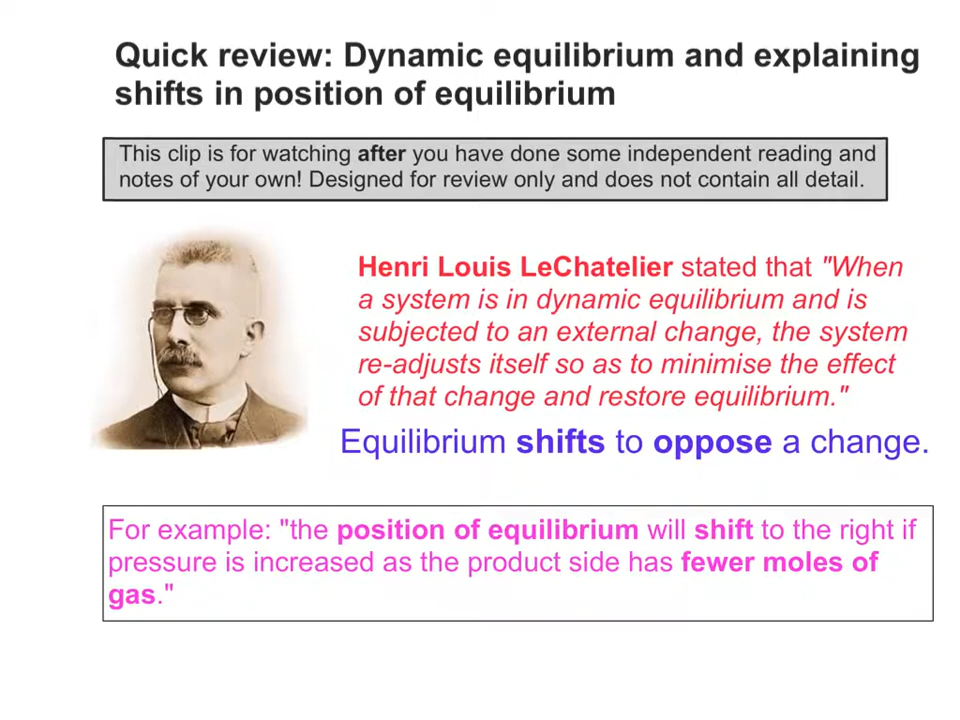 Quick review: Dynamic equilibrium and explaining
shifts in position of equilibrium
This clip is for watching after you have done some independent reading and
notes of your own! Designed for review only and does not contain all detail.
Henri Louis LeChatelier stated that "When
a system is in dynamic equilibrium and is
subjected to an external change, the system
re-adjusts itself so as to minimise the effect
of that change and restore equilibrium."
Equilibrium shifts to oppose a change.
For example: "the position of equilibrium will shift to the right if
pressure is increased as the product side has fewer moles of
gas."